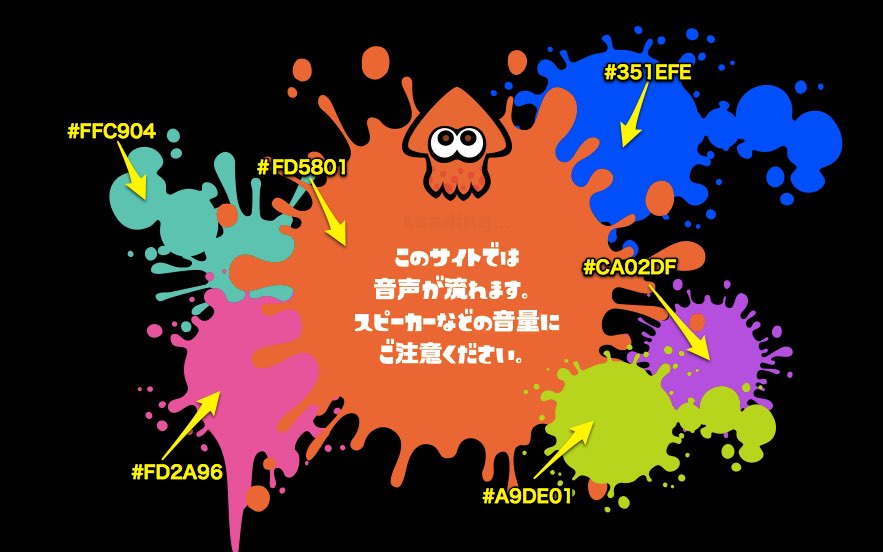 #351EFE
#FFC904
#FD5801
Loading...
このサイトでは
音声が流れます。
スピーカーなどの音量に
ご注意ください。
#CA02DF
#FD2A96
#A9DE01